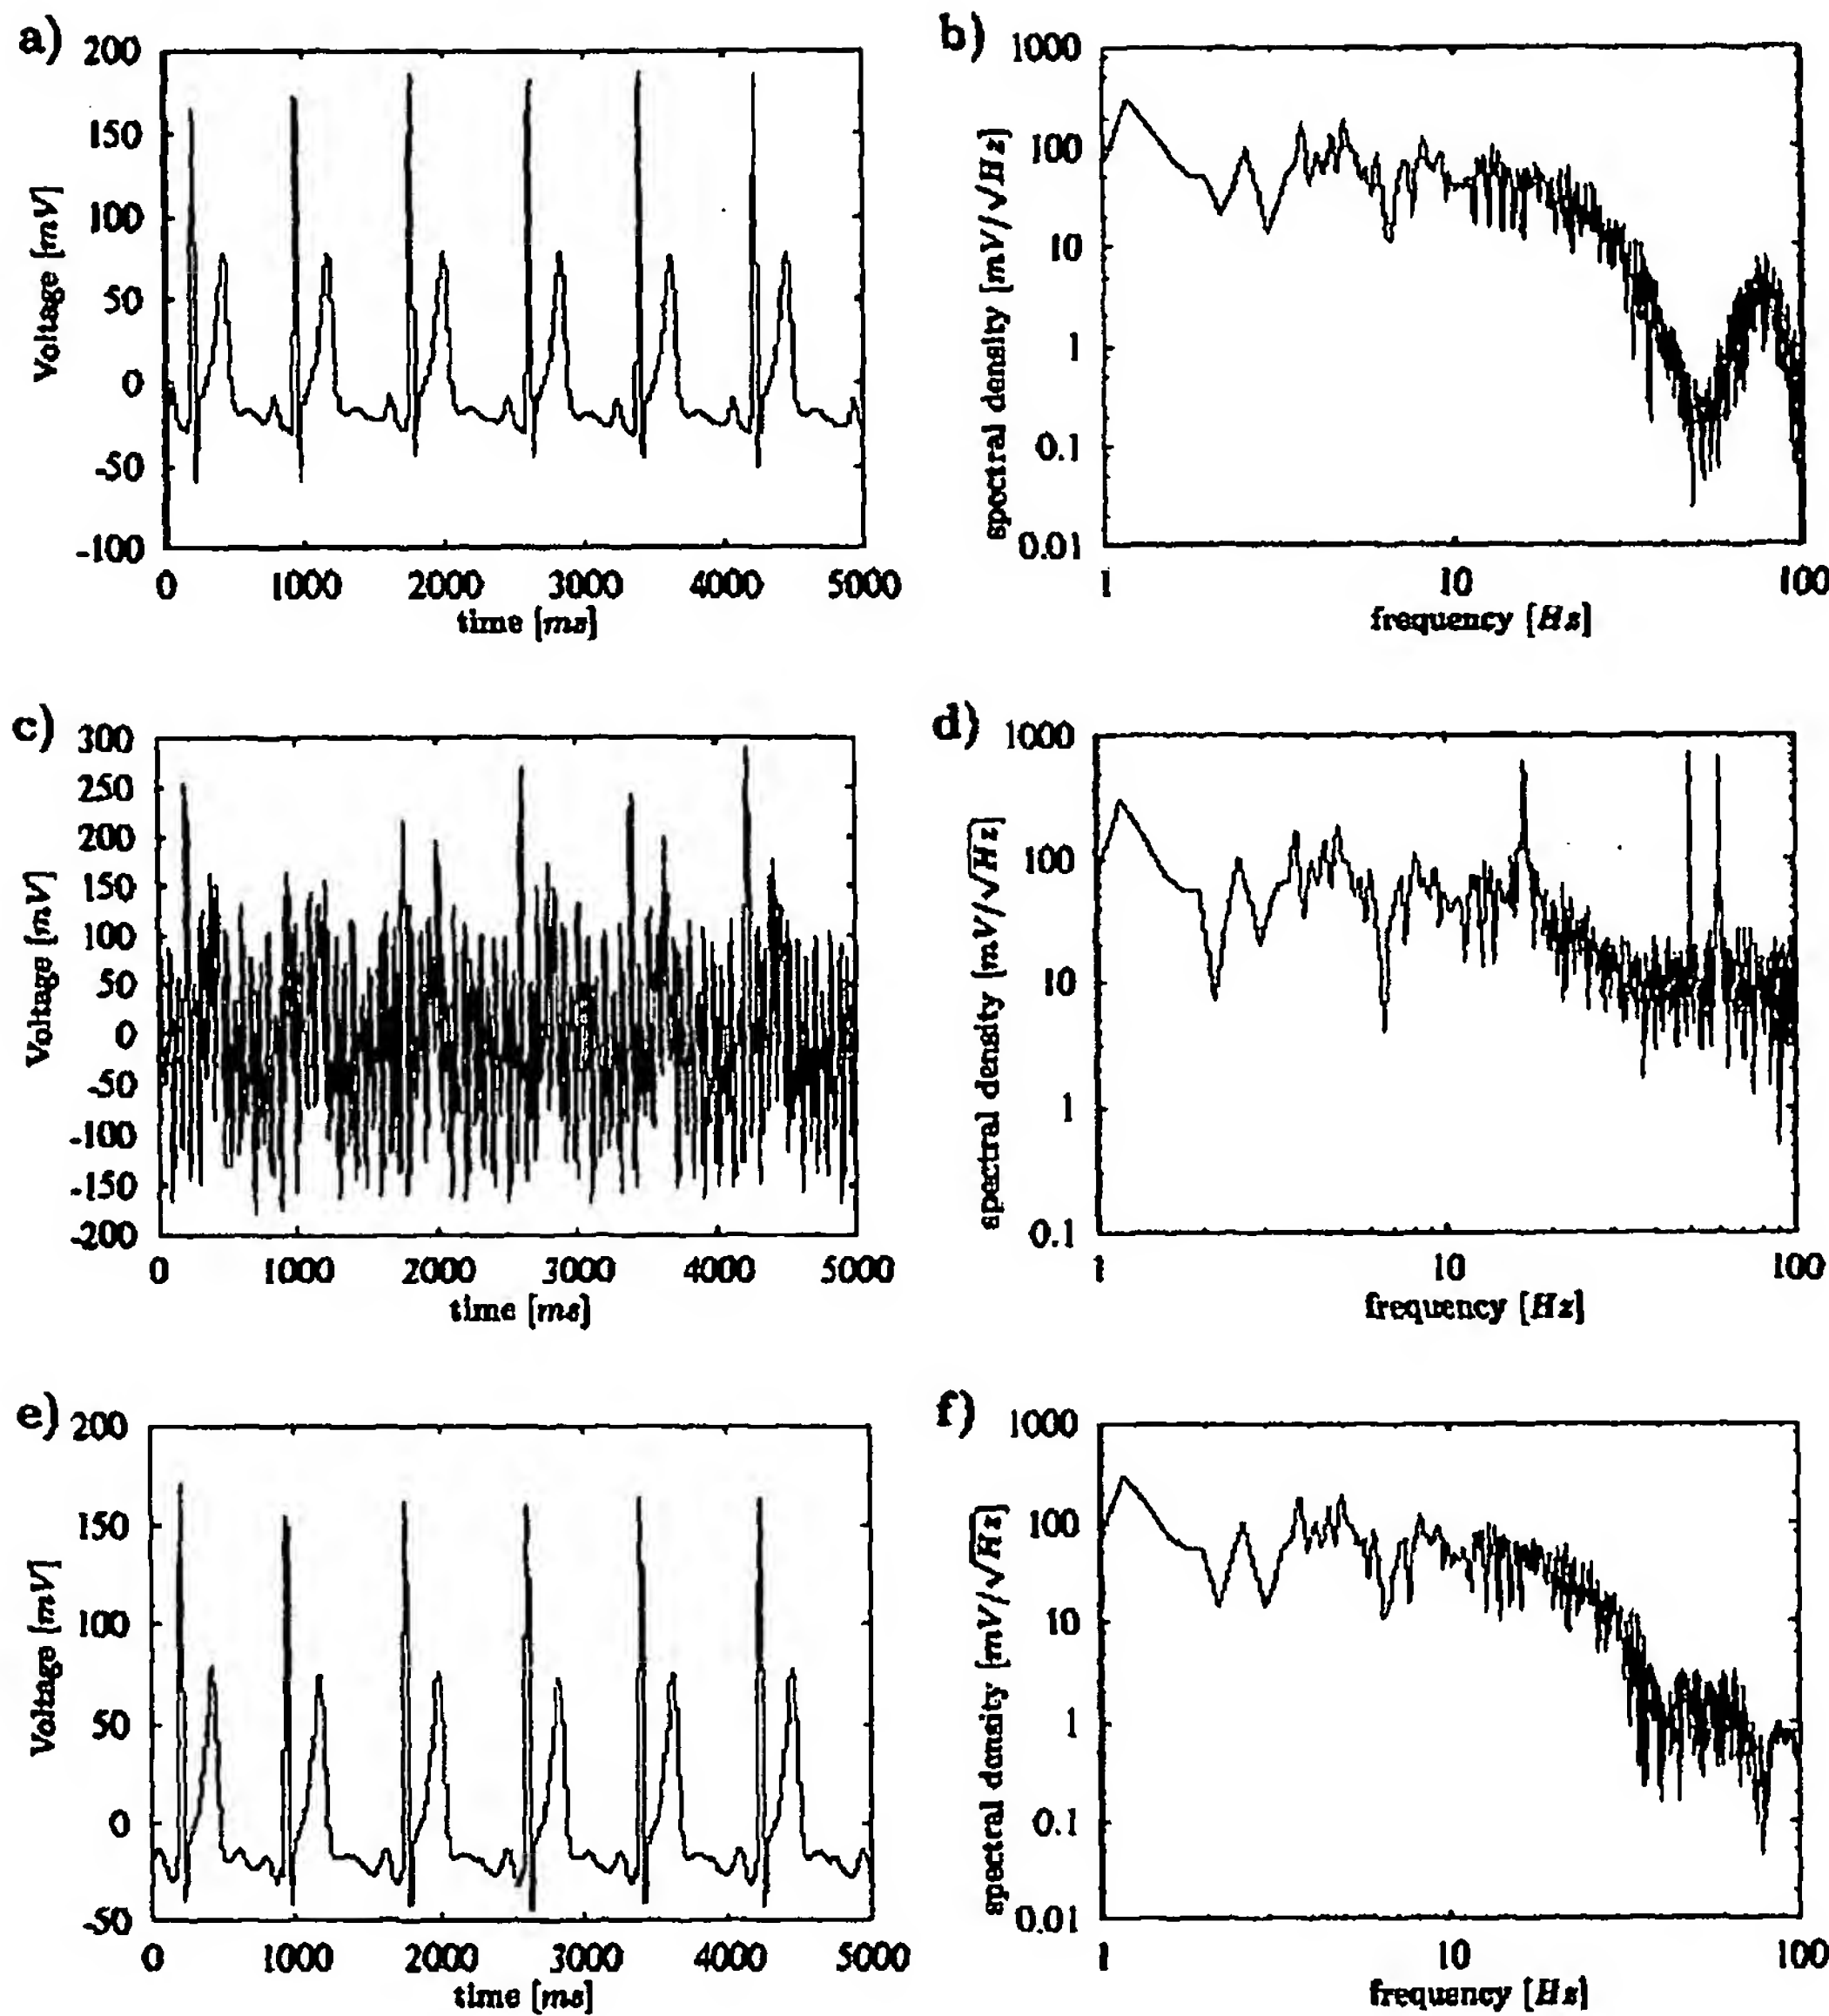 a)
200
150
100
50
0
-50
-100
Voltage [mV]
0 1000 2000 3000 4000 5000
time [ms]
b)
1000
100
10
1
0.1
0.01
spectral density [mV/√Hz]
1 10 100
frequency [Hz]
c)
300
250
200
150
100
50
0
-50
-100
-150
-200
Voltage [mV]
0 1000 2000 3000 4000 5000
time [ms]
d)
1000
100
10
1
0.1
spectral density [mV/√Hz]
1 10 100
frequency [Hz]
e)
200
150
100
50
0
-50
Voltage [mV]
0 1000 2000 3000 4000 5000
time [ms]
f)
1000
100
10
1
0.1
0.01
spectral density [mV/√Hz]
1 10 100
frequency [Hz]